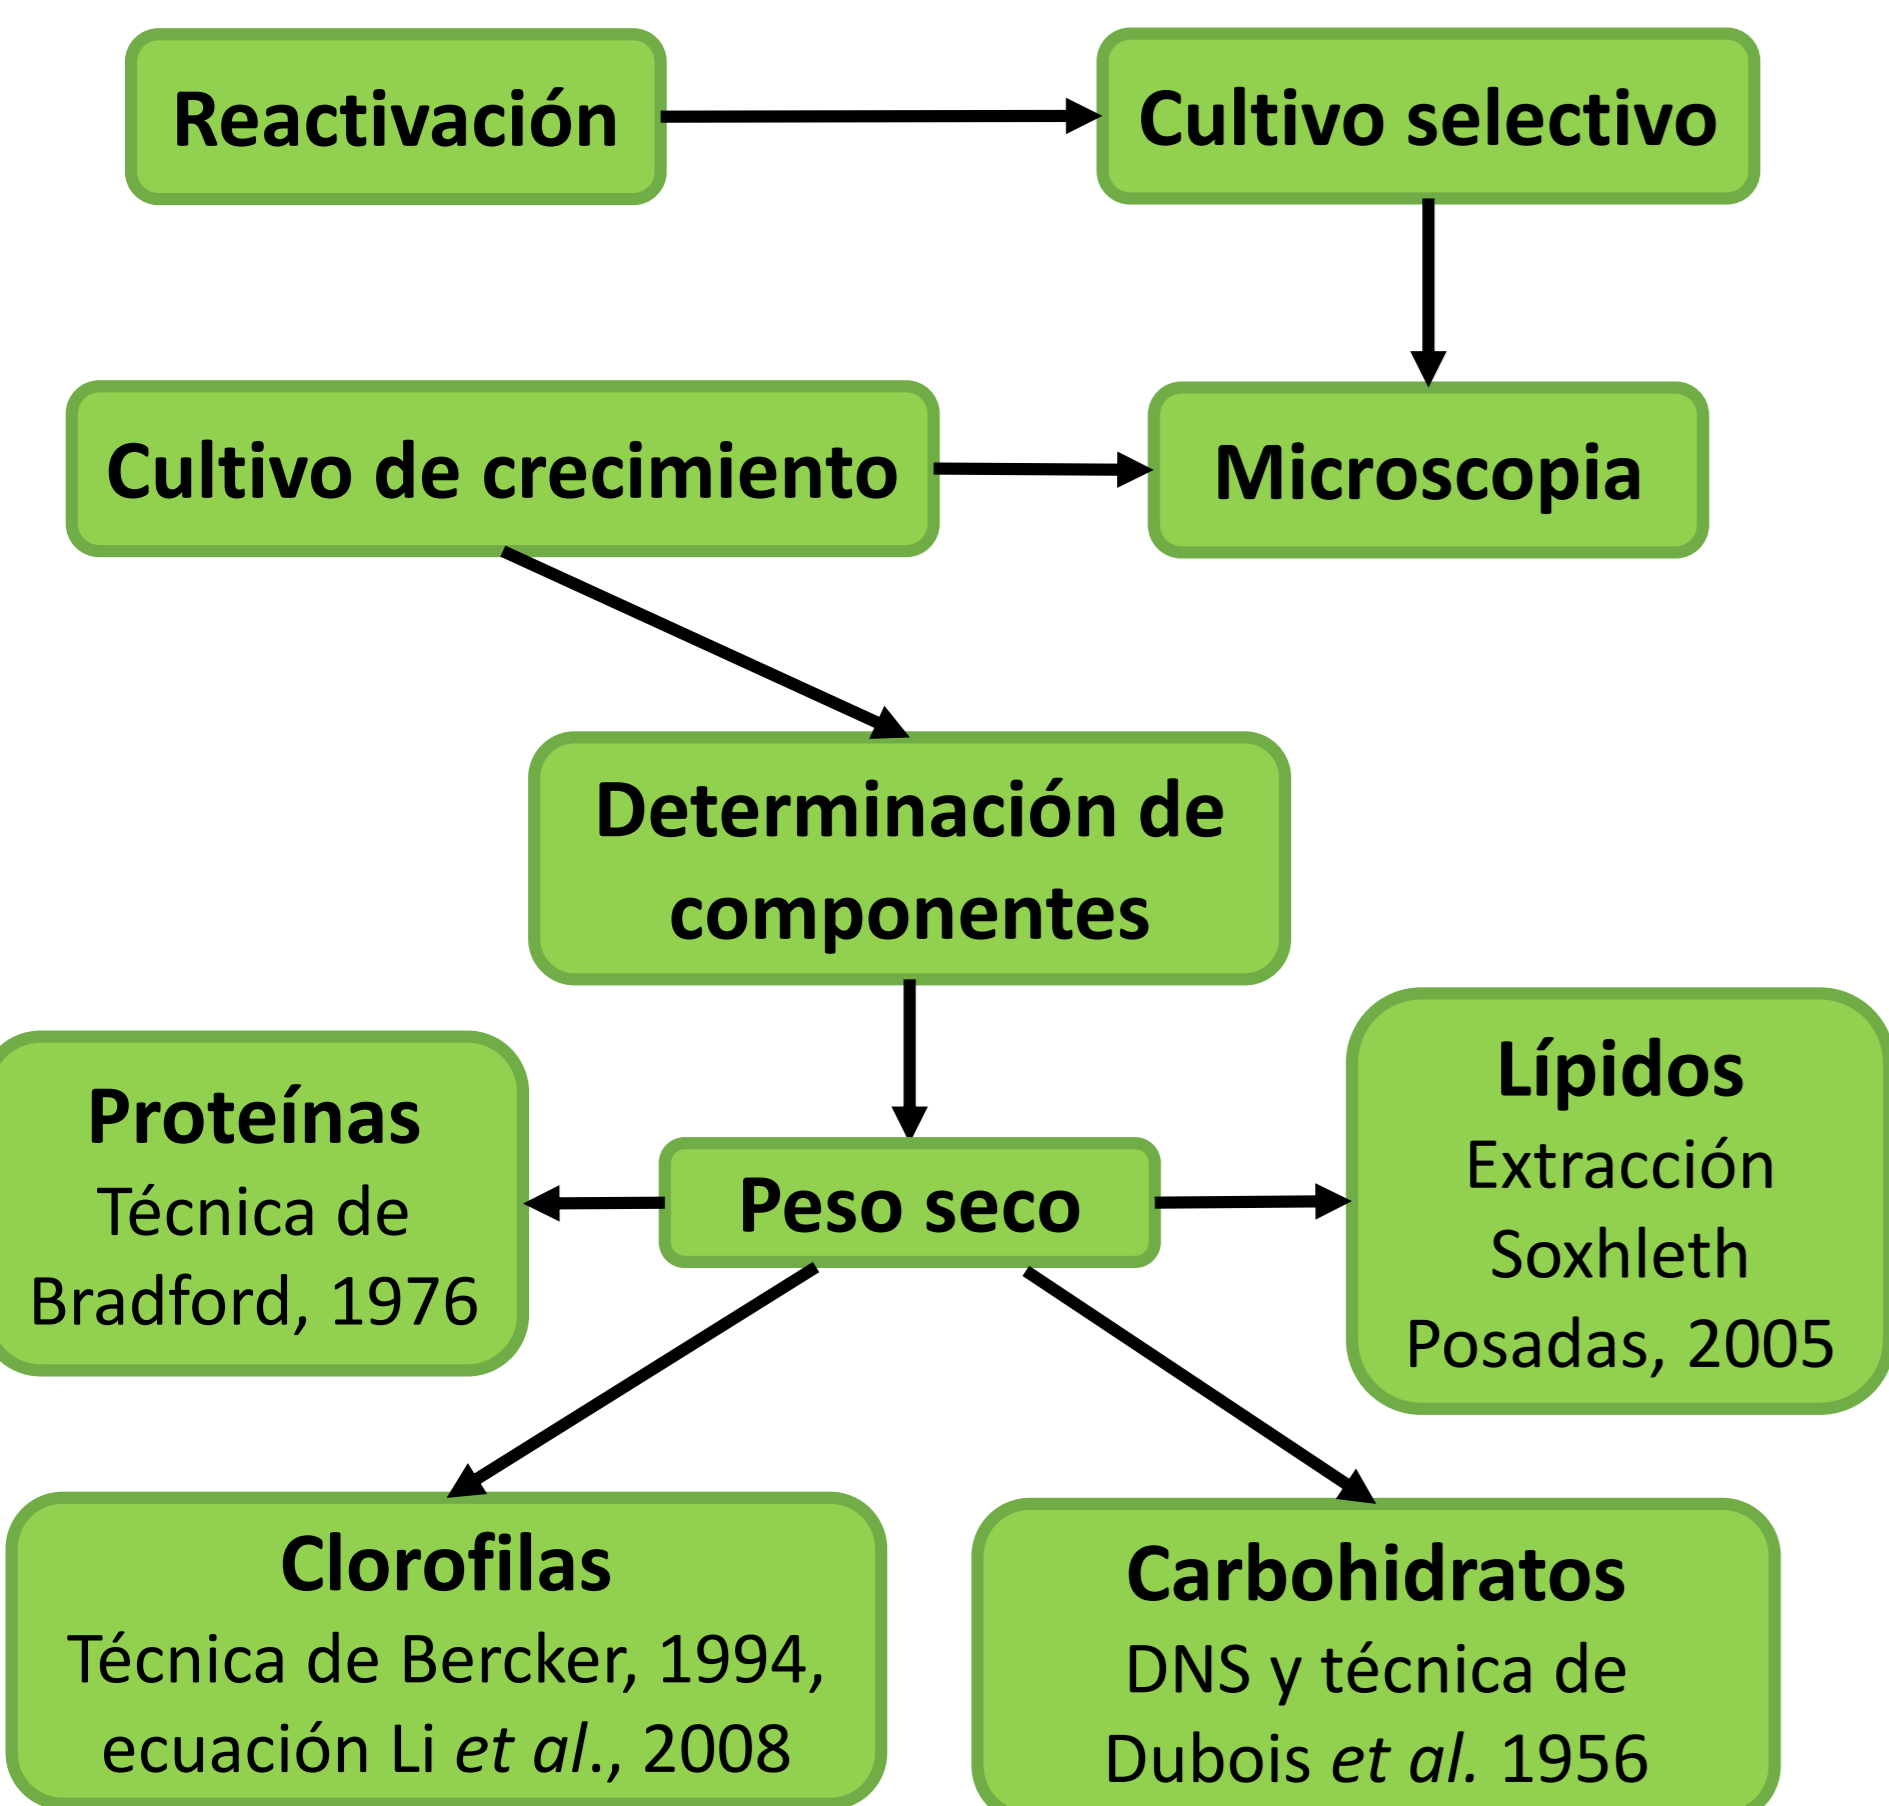 Reactivación
Cultivo selectivo
Cultivo de crecimiento
Microscopia
Determinación de
componentes
Proteínas
Técnica de
Bradford, 1976
Peso seco
Lípidos
Extracción
Soxhleth
Posadas, 2005
Clorofilas
Técnica de Bercker, 1994,
ecuación Li et al., 2008
Carbohidratos
DNS y técnica de
Dubois et al. 1956